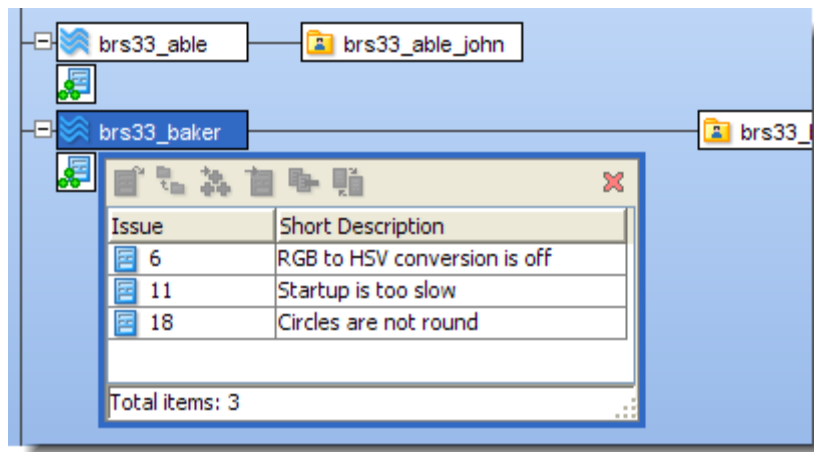 brs33_able brs33_able_john
brs33_baker brs33_
Issue Short Description
6 RGB to HSV conversion is off
11 Startup is too slow
18 Circles are not round
Total items: 3